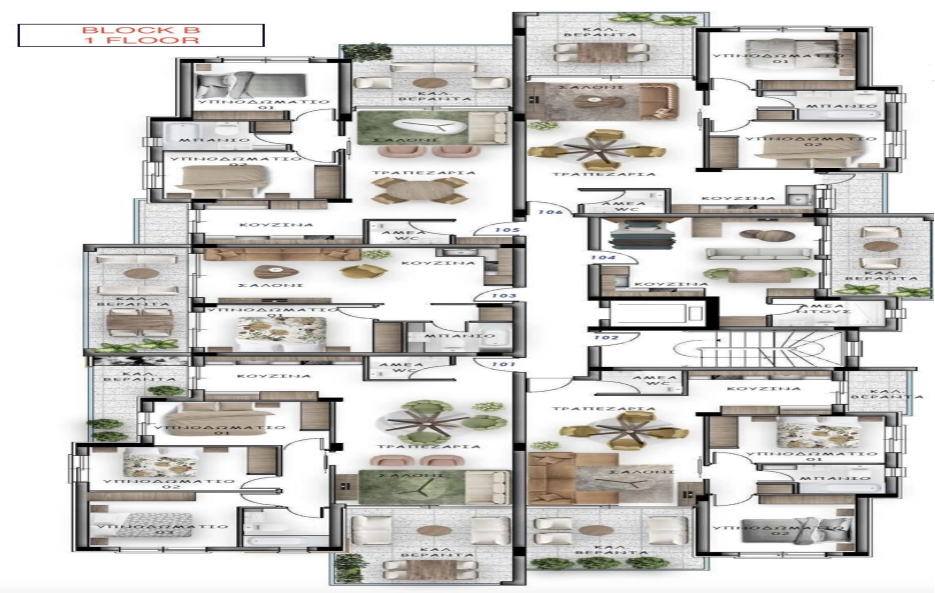 BLOCK B
1 FLOOR
ΚΑΛ.
ΒΕΡΑΝΤΑ
ΥΠΝΟΔΩΜΑΤΙΟ
01
ΥΠΝΟΔΩΜΑΤΙΟ
01
ΚΑΛ.
ΒΕΡΑΝΤΑ
ΣΑΛΟΝΙ
ΜΠΑΝΙΟ
ΜΠΑΝΙΟ
ΣΑΛΟΝΙ
ΥΠΝΟΔΩΜΑΤΙΟ
02
ΥΠΝΟΔΩΜΑΤΙΟ
02
ΤΡΑΠΕΖΑΡΙΑ
ΤΡΑΠΕΖΑΡΙΑ
ΚΟΥΖΙΝΑ
ΑΜΕΑ
WC
105
106
ΑΜΕΑ
WC
ΚΟΥΖΙΝΑ
ΚΑΛ.
ΒΕΡΑΝΤΑ
ΣΑΛΟΝΙ
ΚΟΥΖΙΝΑ
103
104
ΚΟΥΖΙΝΑ
ΚΑΛ.
ΒΕΡΑΝΤΑ
ΥΠΝΟΔΩΜΑΤΙΟ
01
ΜΠΑΝΙΟ
ΑΜΕΑ
ΝΤΟΥΣ
102
ΚΑΛ.
ΒΕΡΑΝΤΑ
ΚΟΥΖΙΝΑ
ΑΜΕΑ
WC
101
ΑΜΕΑ
WC
ΚΟΥΖΙΝΑ
ΚΑΛ.
ΒΕΡΑΝΤΑ
ΥΠΝΟΔΩΜΑΤΙΟ
01
ΤΡΑΠΕΖΑΡΙΑ
ΤΡΑΠΕΖΑΡΙΑ
ΥΠΝΟΔΩΜΑΤΙΟ
01
ΥΠΝΟΔΩΜΑΤΙΟ
02
ΣΑΛΟΝΙ
ΣΑΛΟΝΙ
ΜΠΑΝΙΟ
ΥΠΝΟΔΩΜΑΤΙΟ
03
ΥΠΝΟΔΩΜΑΤΙΟ
02
ΚΑΛ.
ΒΕΡΑΝΤΑ
ΚΑΛ.
ΒΕΡΑΝΤΑ